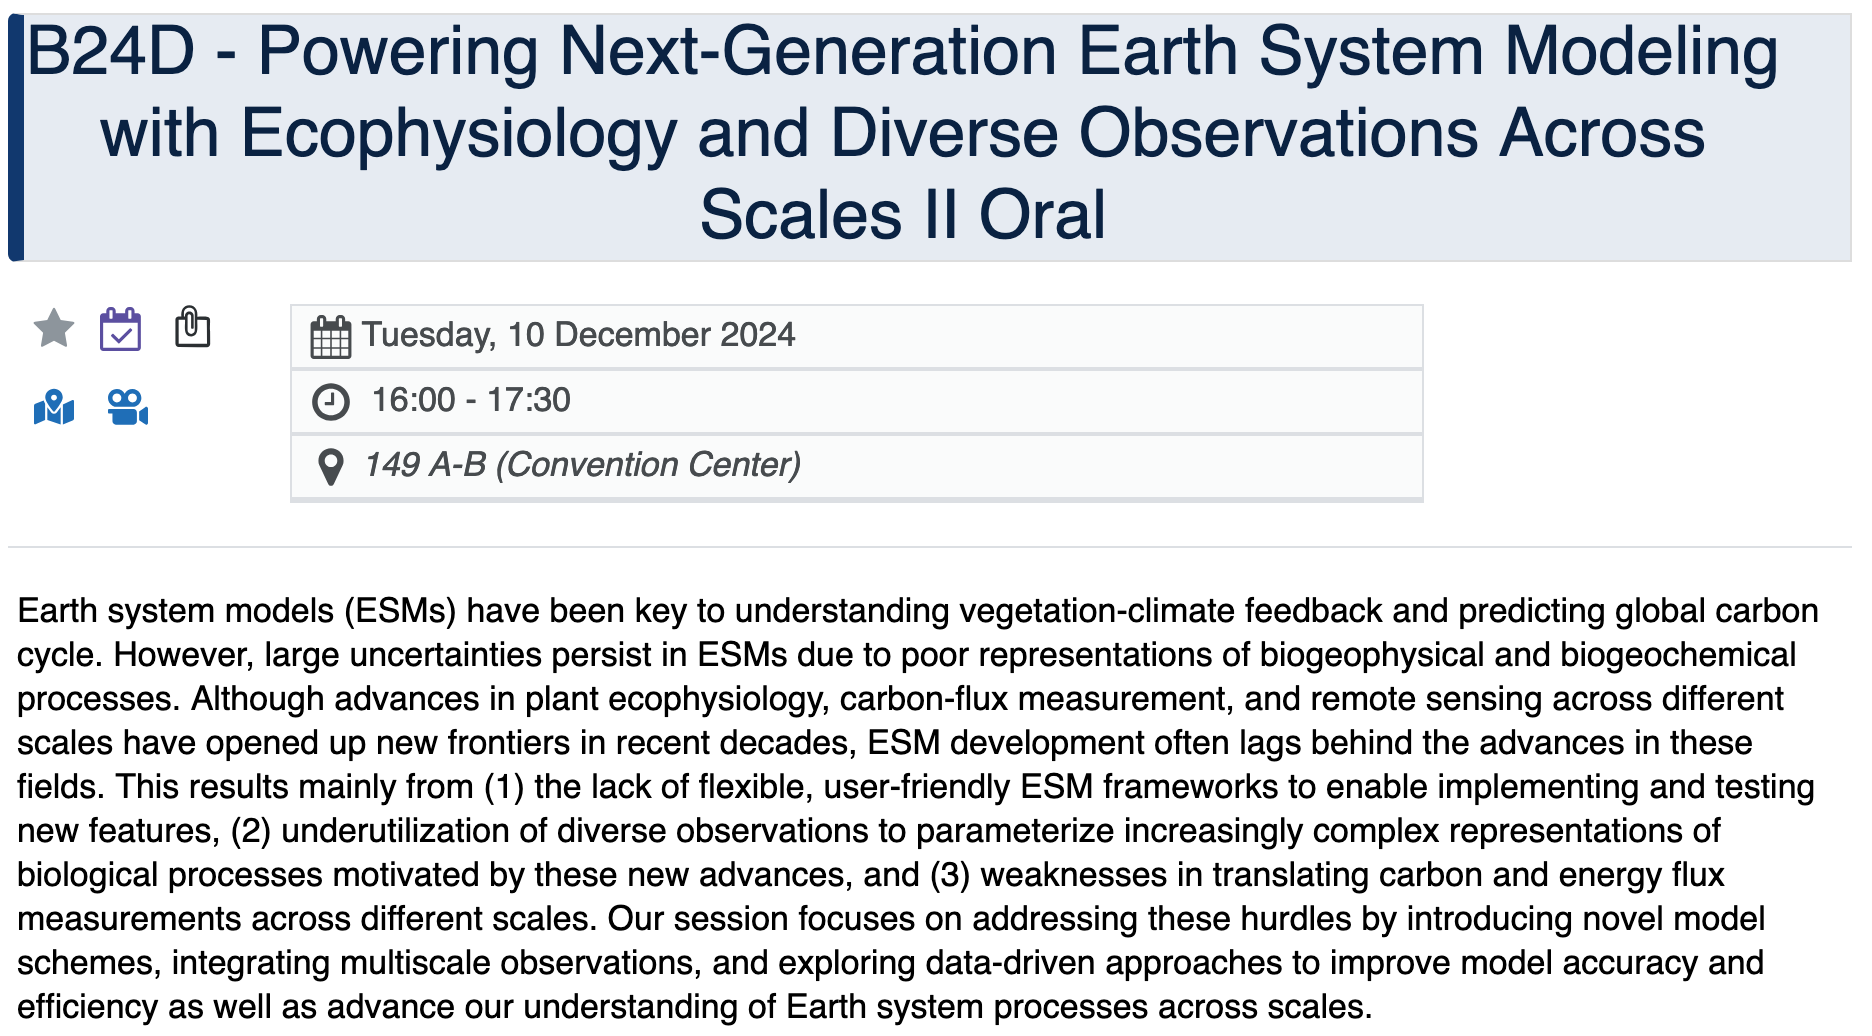 B24D - Powering Next-Generation Earth System Modeling
with Ecophysiology and Diverse Observations Across
Scales II Oral
Tuesday, 10 December 2024
16:00 - 17:30
149 A-B (Convention Center)
Earth system models (ESMs) have been key to understanding vegetation-climate feedback and predicting global carbon
cycle. However, large uncertainties persist in ESMs due to poor representations of biogeophysical and biogeochemical
processes. Although advances in plant ecophysiology, carbon-flux measurement, and remote sensing across different
scales have opened up new frontiers in recent decades, ESM development often lags behind the advances in these
fields. This results mainly from (1) the lack of flexible, user-friendly ESM frameworks to enable implementing and testing
new features, (2) underutilization of diverse observations to parameterize increasingly complex representations of
biological processes motivated by these new advances, and (3) weaknesses in translating carbon and energy flux
measurements across different scales. Our session focuses on addressing these hurdles by introducing novel model
schemes, integrating multiscale observations, and exploring data-driven approaches to improve model accuracy and
efficiency as well as advance our understanding of Earth system processes across scales.